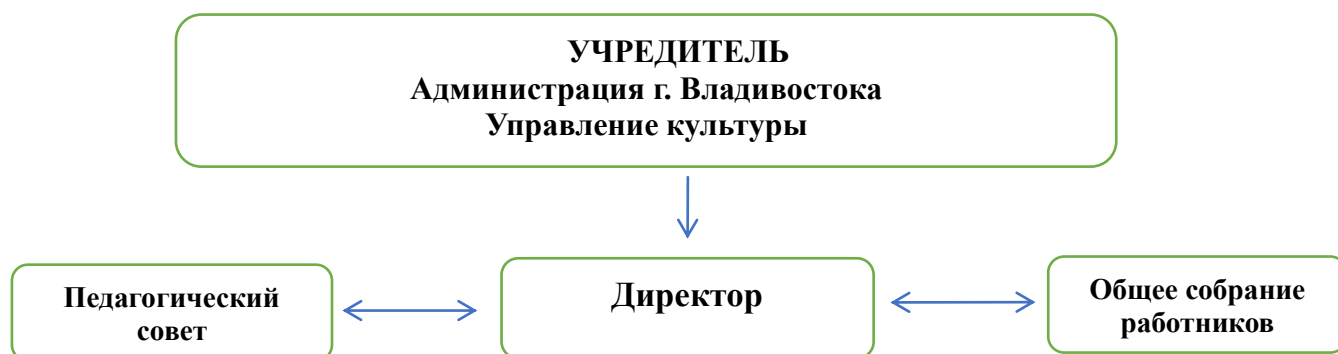 УЧРЕДИТЕЛЬ
Администрация г. Владивостока
Управление культуры
Педагогический
совет
Директор
Общее собрание
работников